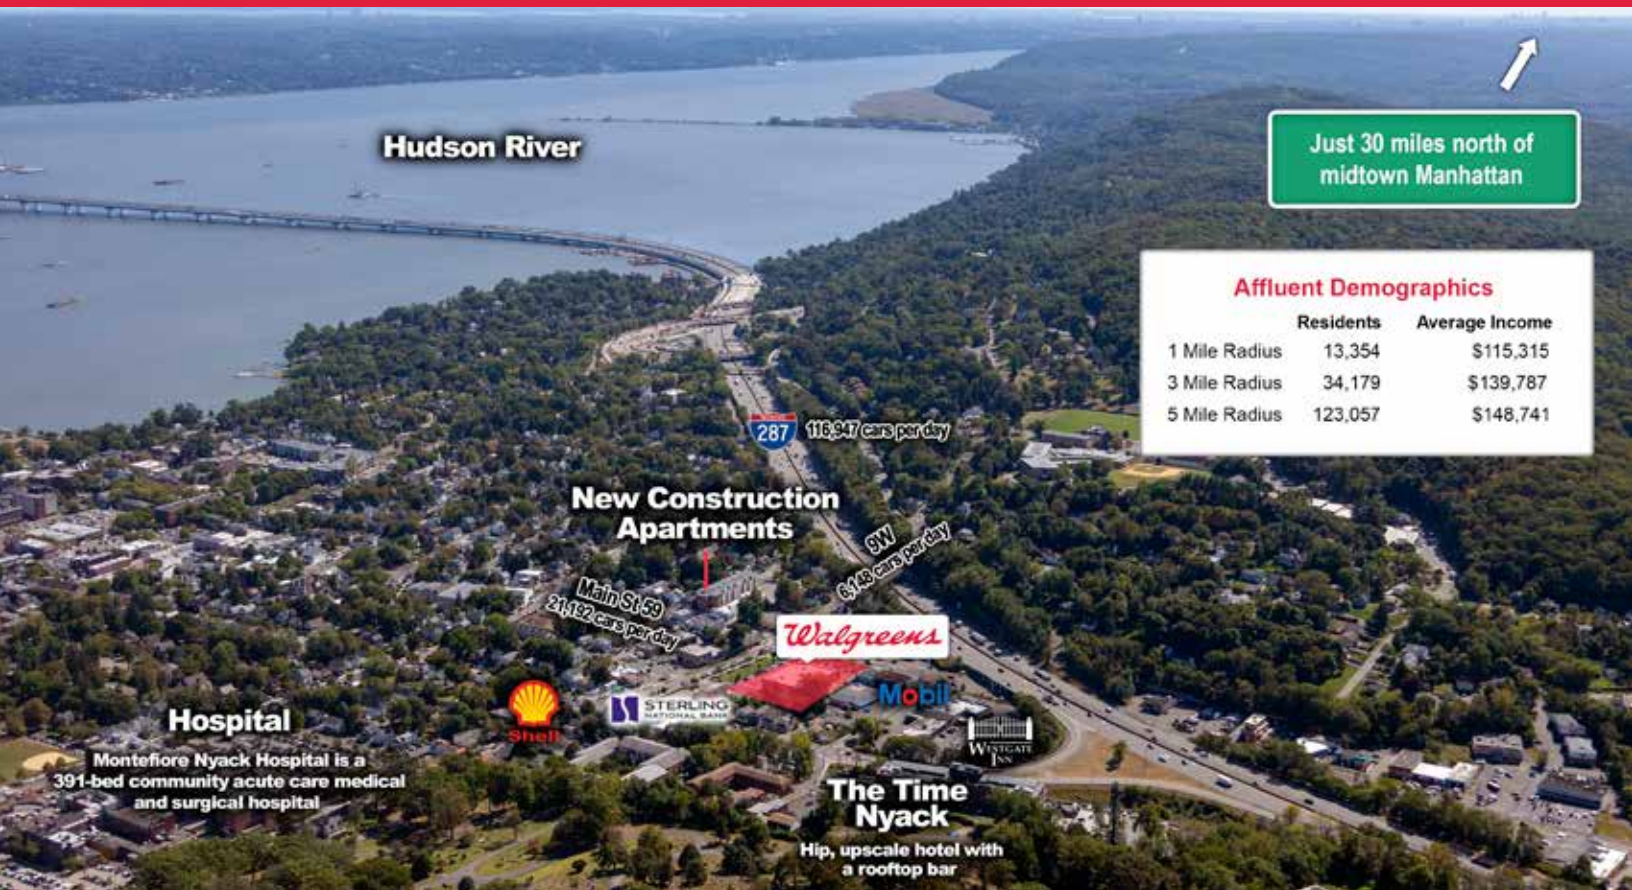 Hudson River
Just 30 miles north of
midtown Manhattan
Affluent Demographics
Residents Average Income
1 Mile Radius 13,354 $115,315
3 Mile Radius 34,179 $139,787
5 Mile Radius 123,057 $148,741
INTERSTATE
287 116,947 cars per day
New Construction
Apartments
9W
6,148 cars per day
Main St 59
21,192 cars per day
Walgreens
Shell
STERLING
NATIONAL BANK
Mobil
WESTGATE
INN
Hospital
Montefiore Nyack Hospital is a
391-bed community acute care medical
and surgical hospital
The Time
Nyack
Hip, upscale hotel with
a rooftop bar